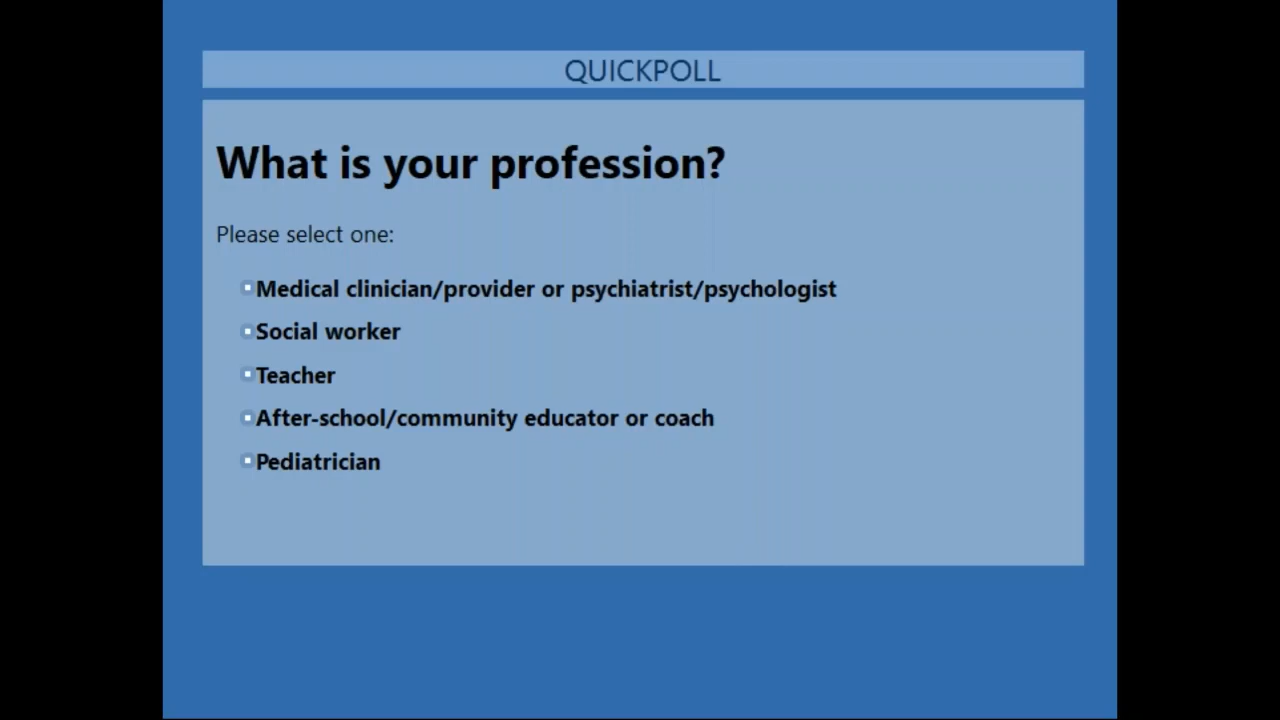 QUICKPOLL
What is your profession?
Please select one:
Medical clinician/provider or psychiatrist/psychologist
Social worker
Teacher
After-school/community educator or coach
Pediatrician